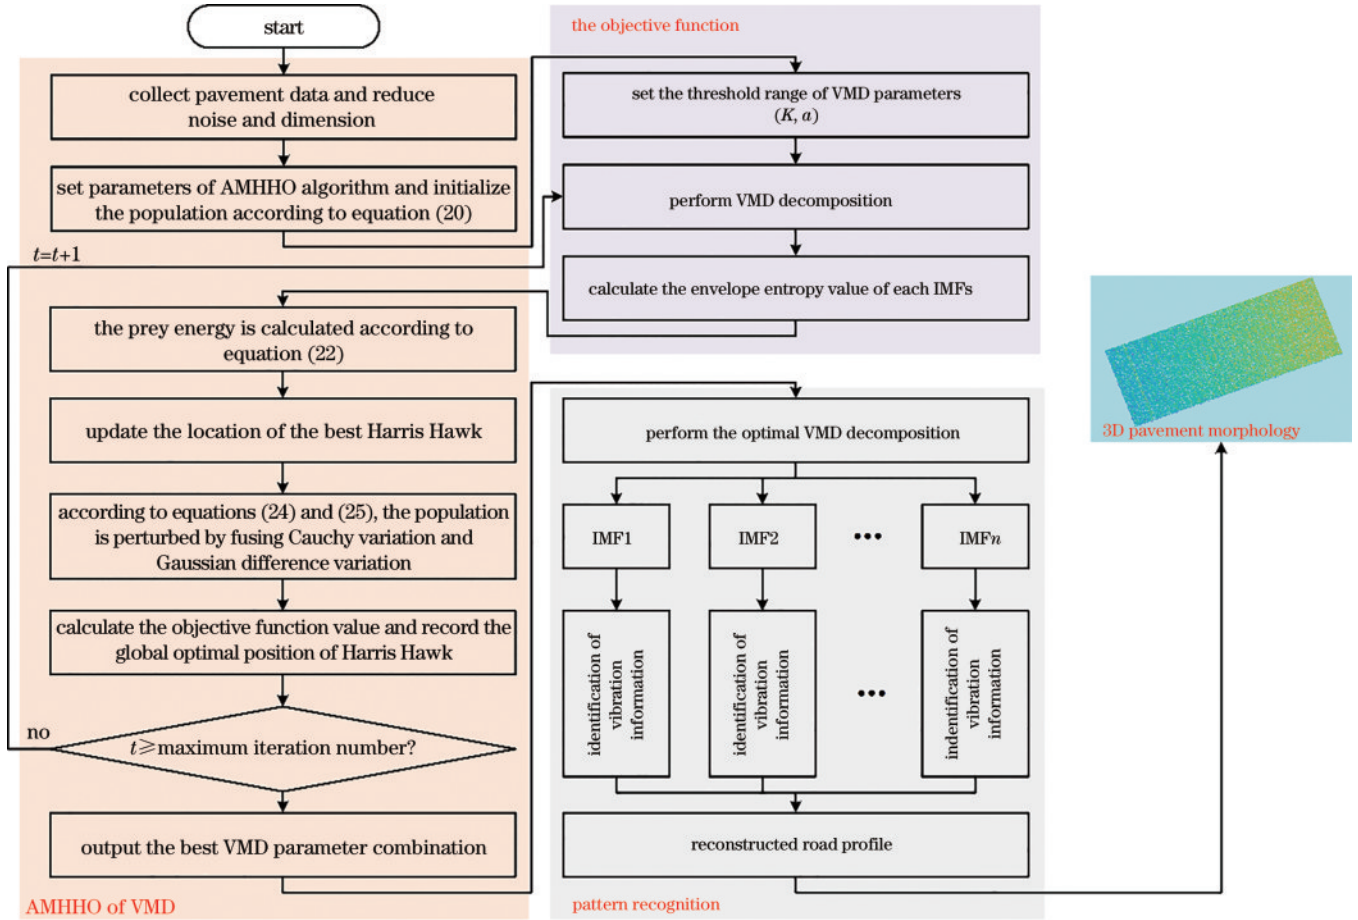 start
collect pavement data and reduce
noise and dimension
set parameters of AMHHO algorithm and initialize
the population according to equation (20)
t=t+1
the prey energy is calculated according to
equation (22)
update the location of the best Harris Hawk
according to equations (24) and (25), the population
is perturbed by fusing Cauchy variation and
Gaussian difference variation
calculate the objective function value and record the
global optimal position of Harris Hawk
no
t⩾maximum iteration number?
output the best VMD parameter combination
AMHHO of VMD
the objective function
set the threshold range of VMD parameters
(K, a)
perform VMD decomposition
calculate the envelope entropy value of each IMFs
perform the optimal VMD decomposition
IMF1
IMF2
•••
IMFn
identification of
vibration
information
identification of
vibration
information
•••
indentification of
vibration
information
reconstructed road profile
pattern recognition
3D pavement morphology